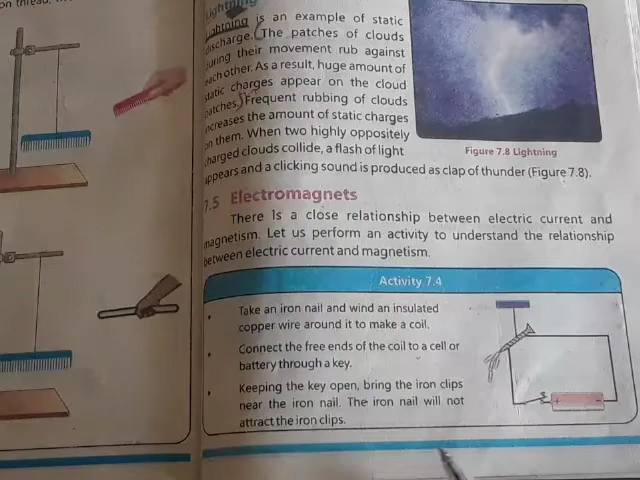 on thread,
Lightning
Lightning is an example of static
discharge. The patches of clouds
during their movement rub against
each other. As a result, huge amount of
static charges appear on the cloud
patches. Frequent rubbing of clouds
increases the amount of static charges
on them. When two highly oppositely
charged clouds collide, a flash of light
appears and a clicking sound is produced as clap of thunder (Figure 7.8).
Figure 7.8 Lightning
7.5 Electromagnets
There is a close relationship between electric current and
magnetism. Let us perform an activity to understand the relationship
between electric current and magnetism.
Activity 7.4
• Take an iron nail and wind an insulated
copper wire around it to make a coil.
• Connect the free ends of the coil to a cell or
battery through a key.
• Keeping the key open, bring the iron clips
near the iron nail. The iron nail will not
attract the iron clips.
+ −